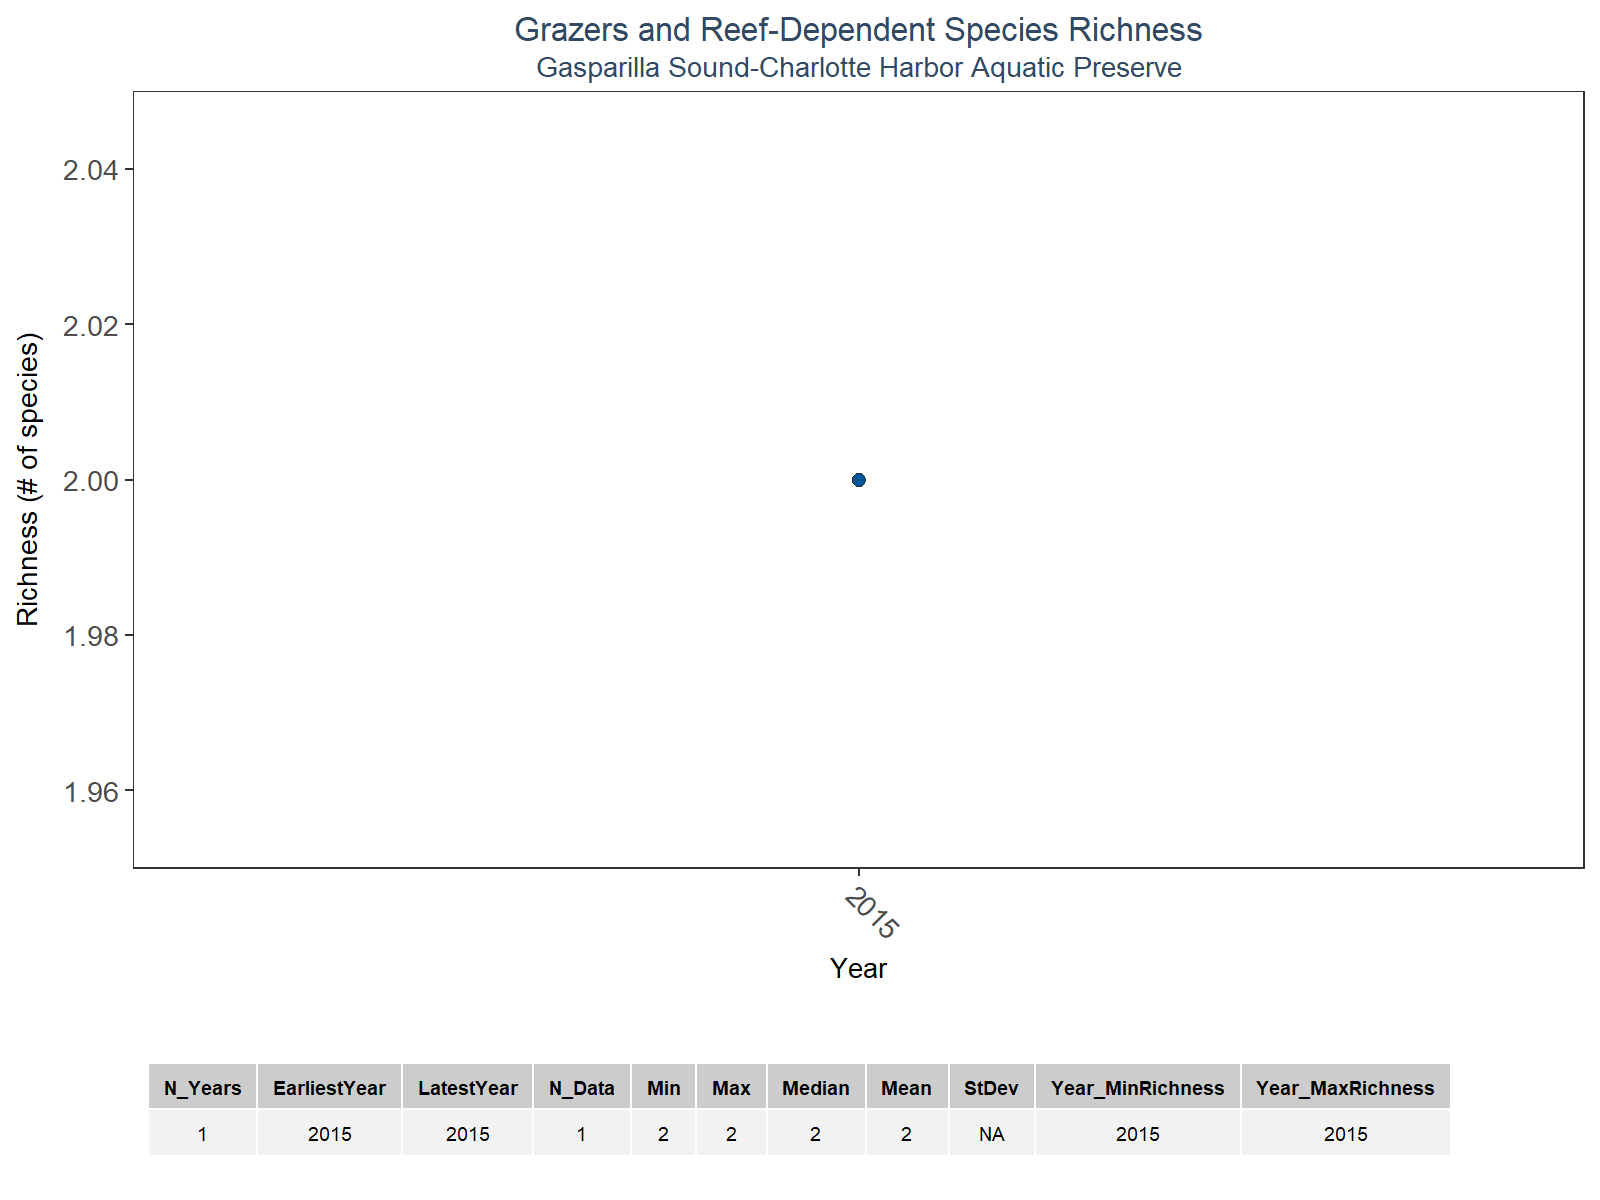 Grazers and Reef-Dependent Species Richness
Gasparilla Sound-Charlotte Harbor Aquatic Preserve
Richness (# of species)
2.04
2.02
2.00
1.98
1.96
2015
Year
N_Years EarliestYear LatestYear N_Data Min Max Median Mean StDev Year_MinRichness Year_MaxRichness
1 2015 2015 1 2 2 2 2 NA 2015 2015